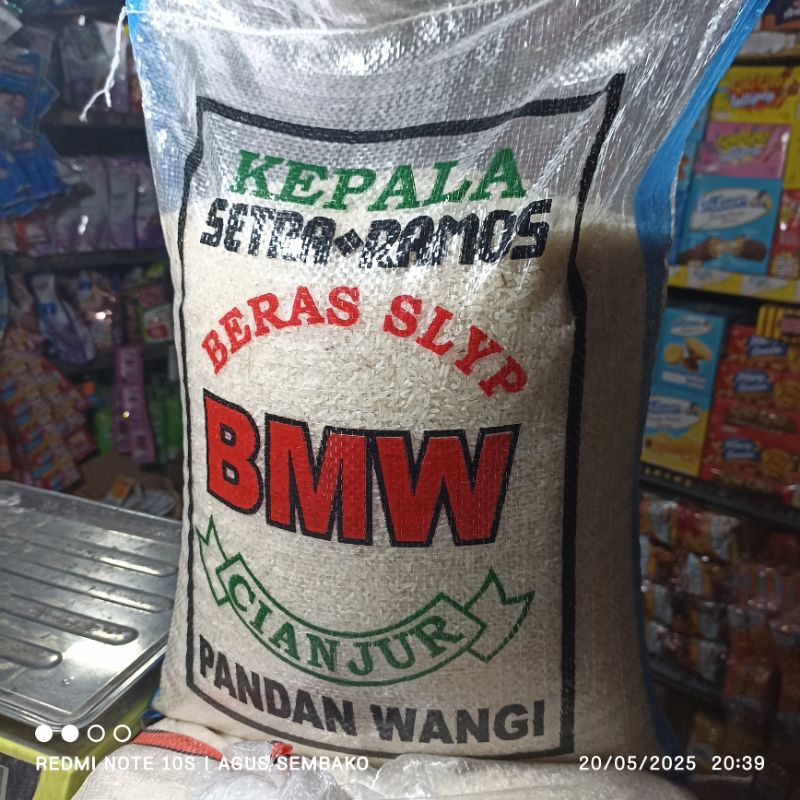 KEPALA
SETRA◆RAMOS
BERAS SLYP
BMW
CIANJUR
PANDAN WANGI
REDMI NOTE 10S | AGUS SEMBAKO
20/05/2025 20:39